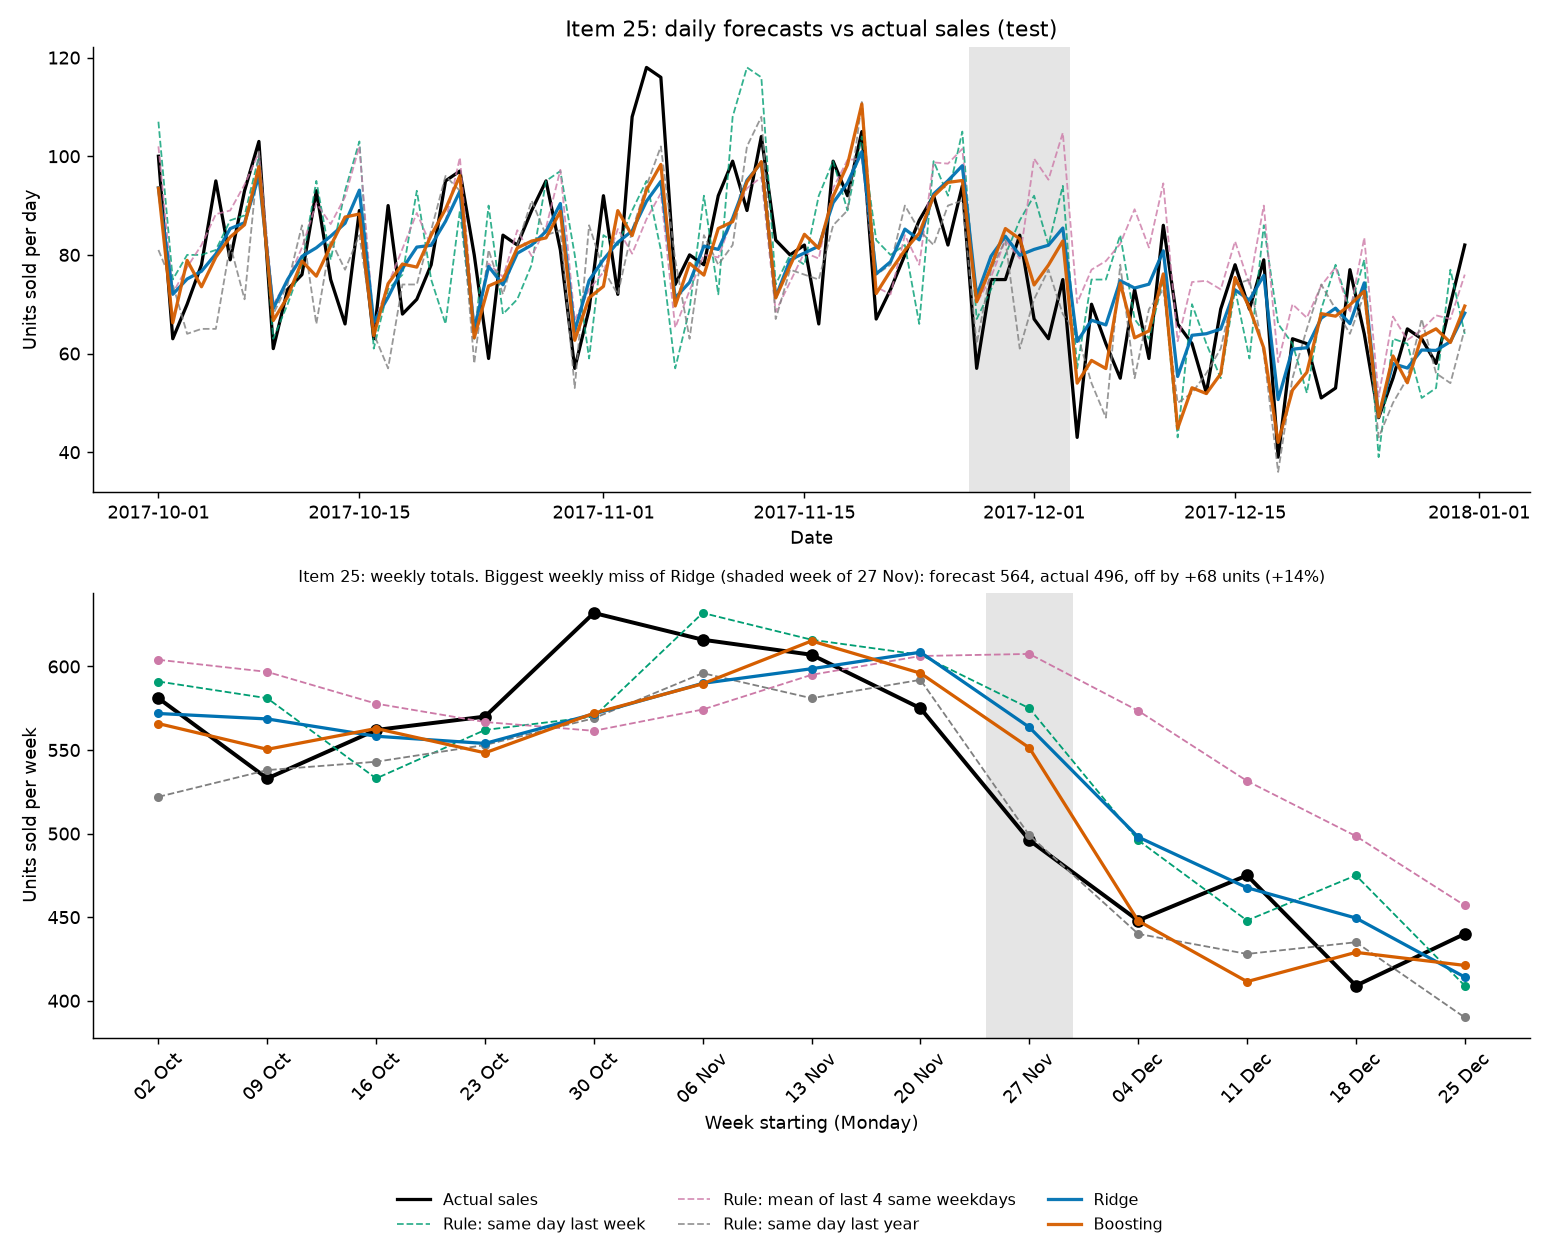 Item 25: daily forecasts vs actual sales (test)
Units sold per day
120
100
80
60
40
2017-10-01
2017-10-15
2017-11-01
2017-11-15
2017-12-01
2017-12-15
2018-01-01
Date
Item 25: weekly totals. Biggest weekly miss of Ridge (shaded week of 27 Nov): forecast 564, actual 496, off by +68 units (+14%)
Units sold per week
600
550
500
450
400
02 Oct
09 Oct
16 Oct
23 Oct
30 Oct
06 Nov
13 Nov
20 Nov
27 Nov
04 Dec
11 Dec
18 Dec
25 Dec
Week starting (Monday)
Actual sales
Rule: same day last week
Rule: mean of last 4 same weekdays
Rule: same day last year
Ridge
Boosting